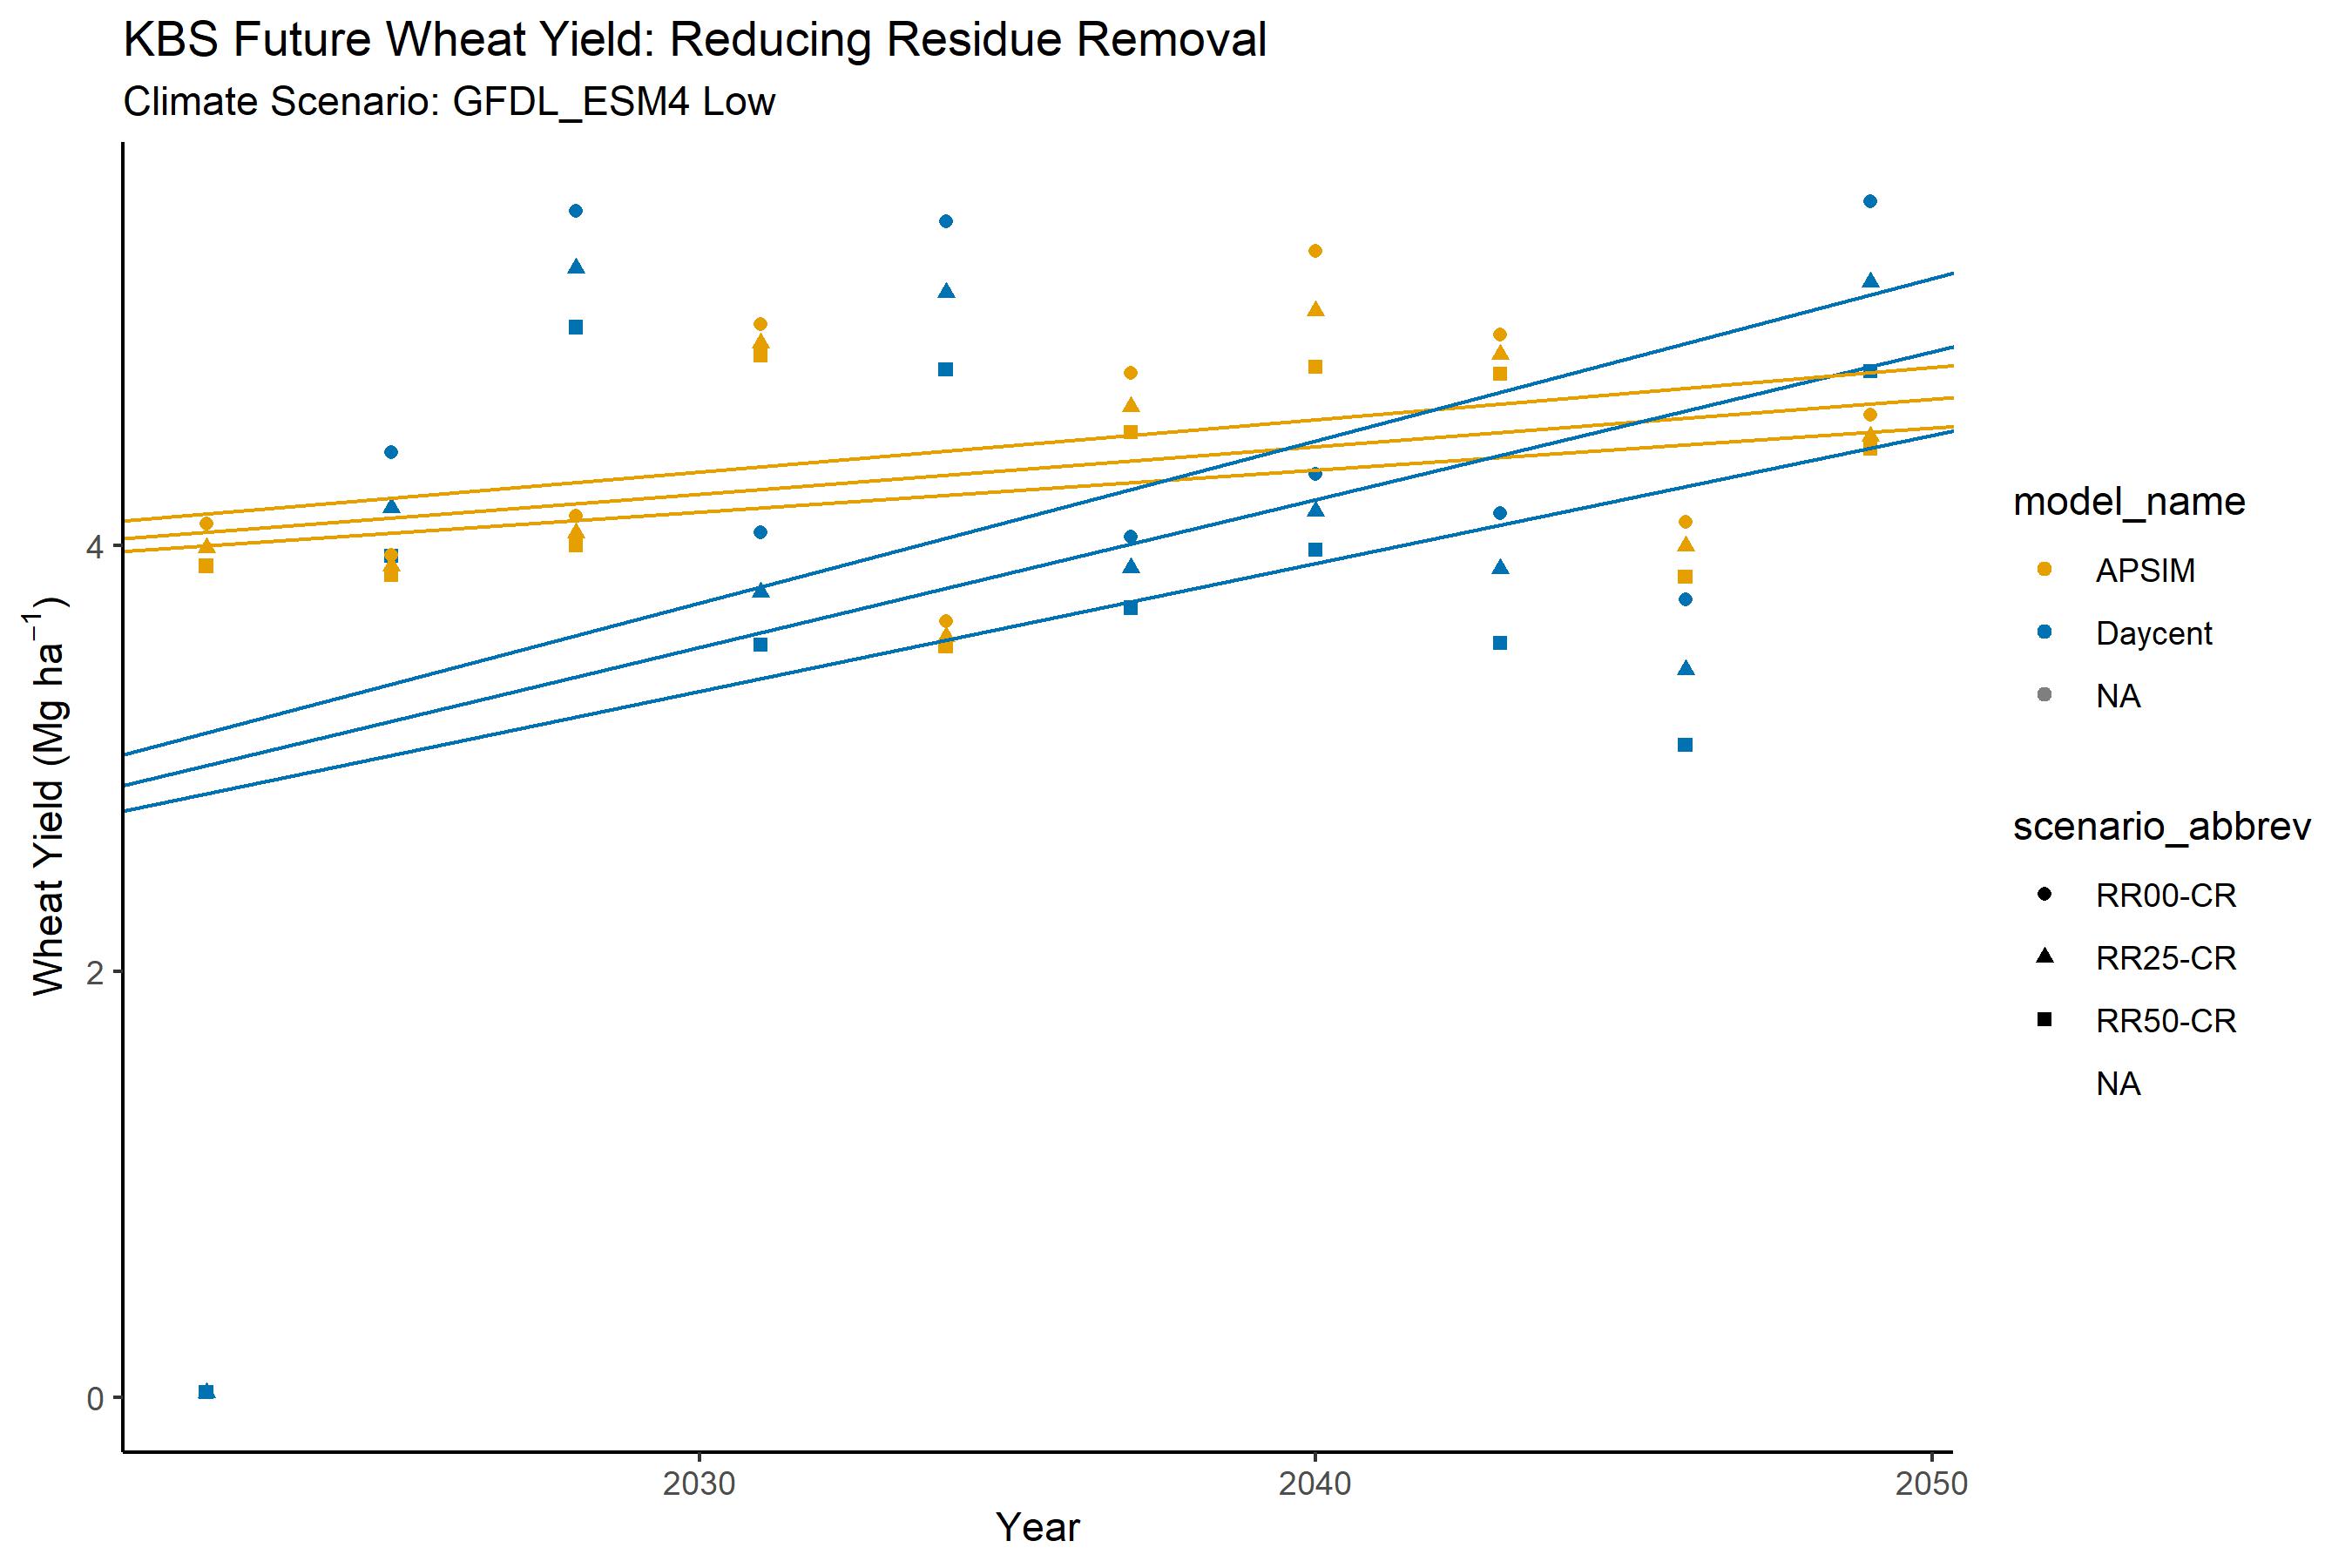 KBS Future Wheat Yield: Reducing Residue Removal
Climate Scenario: GFDL_ESM4 Low
Wheat Yield (Mg ha⁻¹)
4
2
0
2030
2040
2050
Year
model_name
APSIM
Daycent
NA
scenario_abbrev
RR00-CR
RR25-CR
RR50-CR
NA